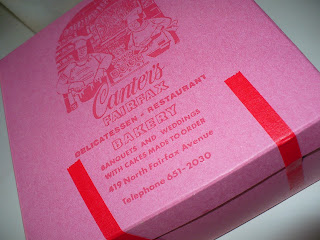 Canter's
FAIRFAX
DELICATESSEN - RESTAURANT
BAKERY
BANQUETS AND WEDDINGS
WITH CAKES MADE TO ORDER
419 North Fairfax Avenue
Telephone 651-2030